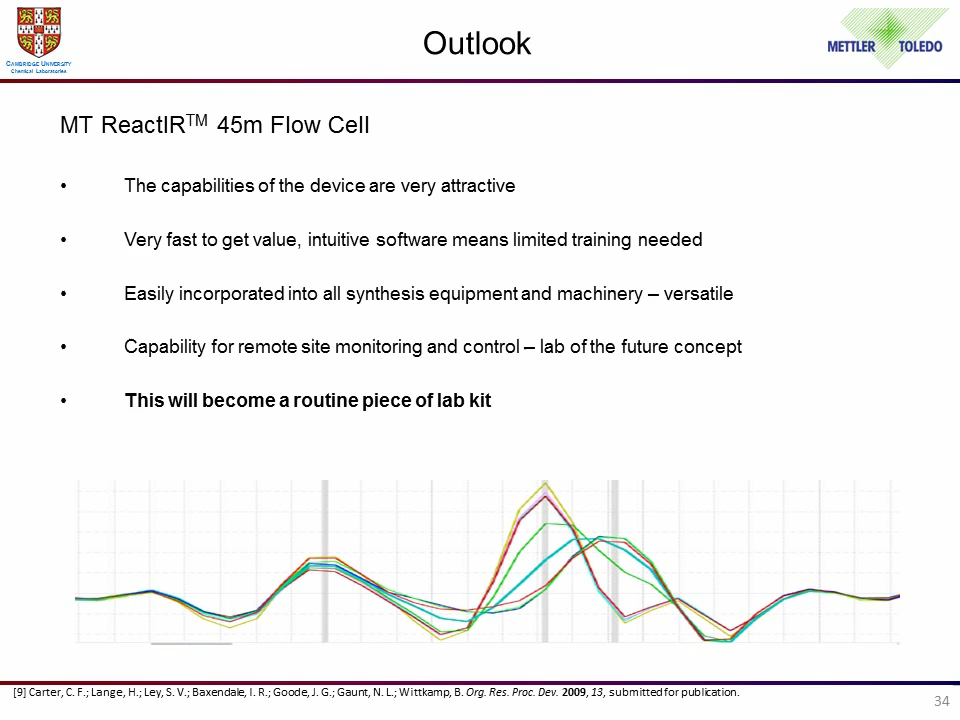 CAMBRIDGE UNIVERSITY
Chemical Laboratories
Outlook
METTLER TOLEDO
MT ReactIR™ 45m Flow Cell
• The capabilities of the device are very attractive
• Very fast to get value, intuitive software means limited training needed
• Easily incorporated into all synthesis equipment and machinery – versatile
• Capability for remote site monitoring and control – lab of the future concept
• This will become a routine piece of lab kit
[9] Carter, C. F.; Lange, H.; Ley, S. V.; Baxendale, I. R.; Goode, J. G.; Gaunt, N. L.; Wittkamp, B. Org. Res. Proc. Dev. 2009, 13, submitted for publication.
34